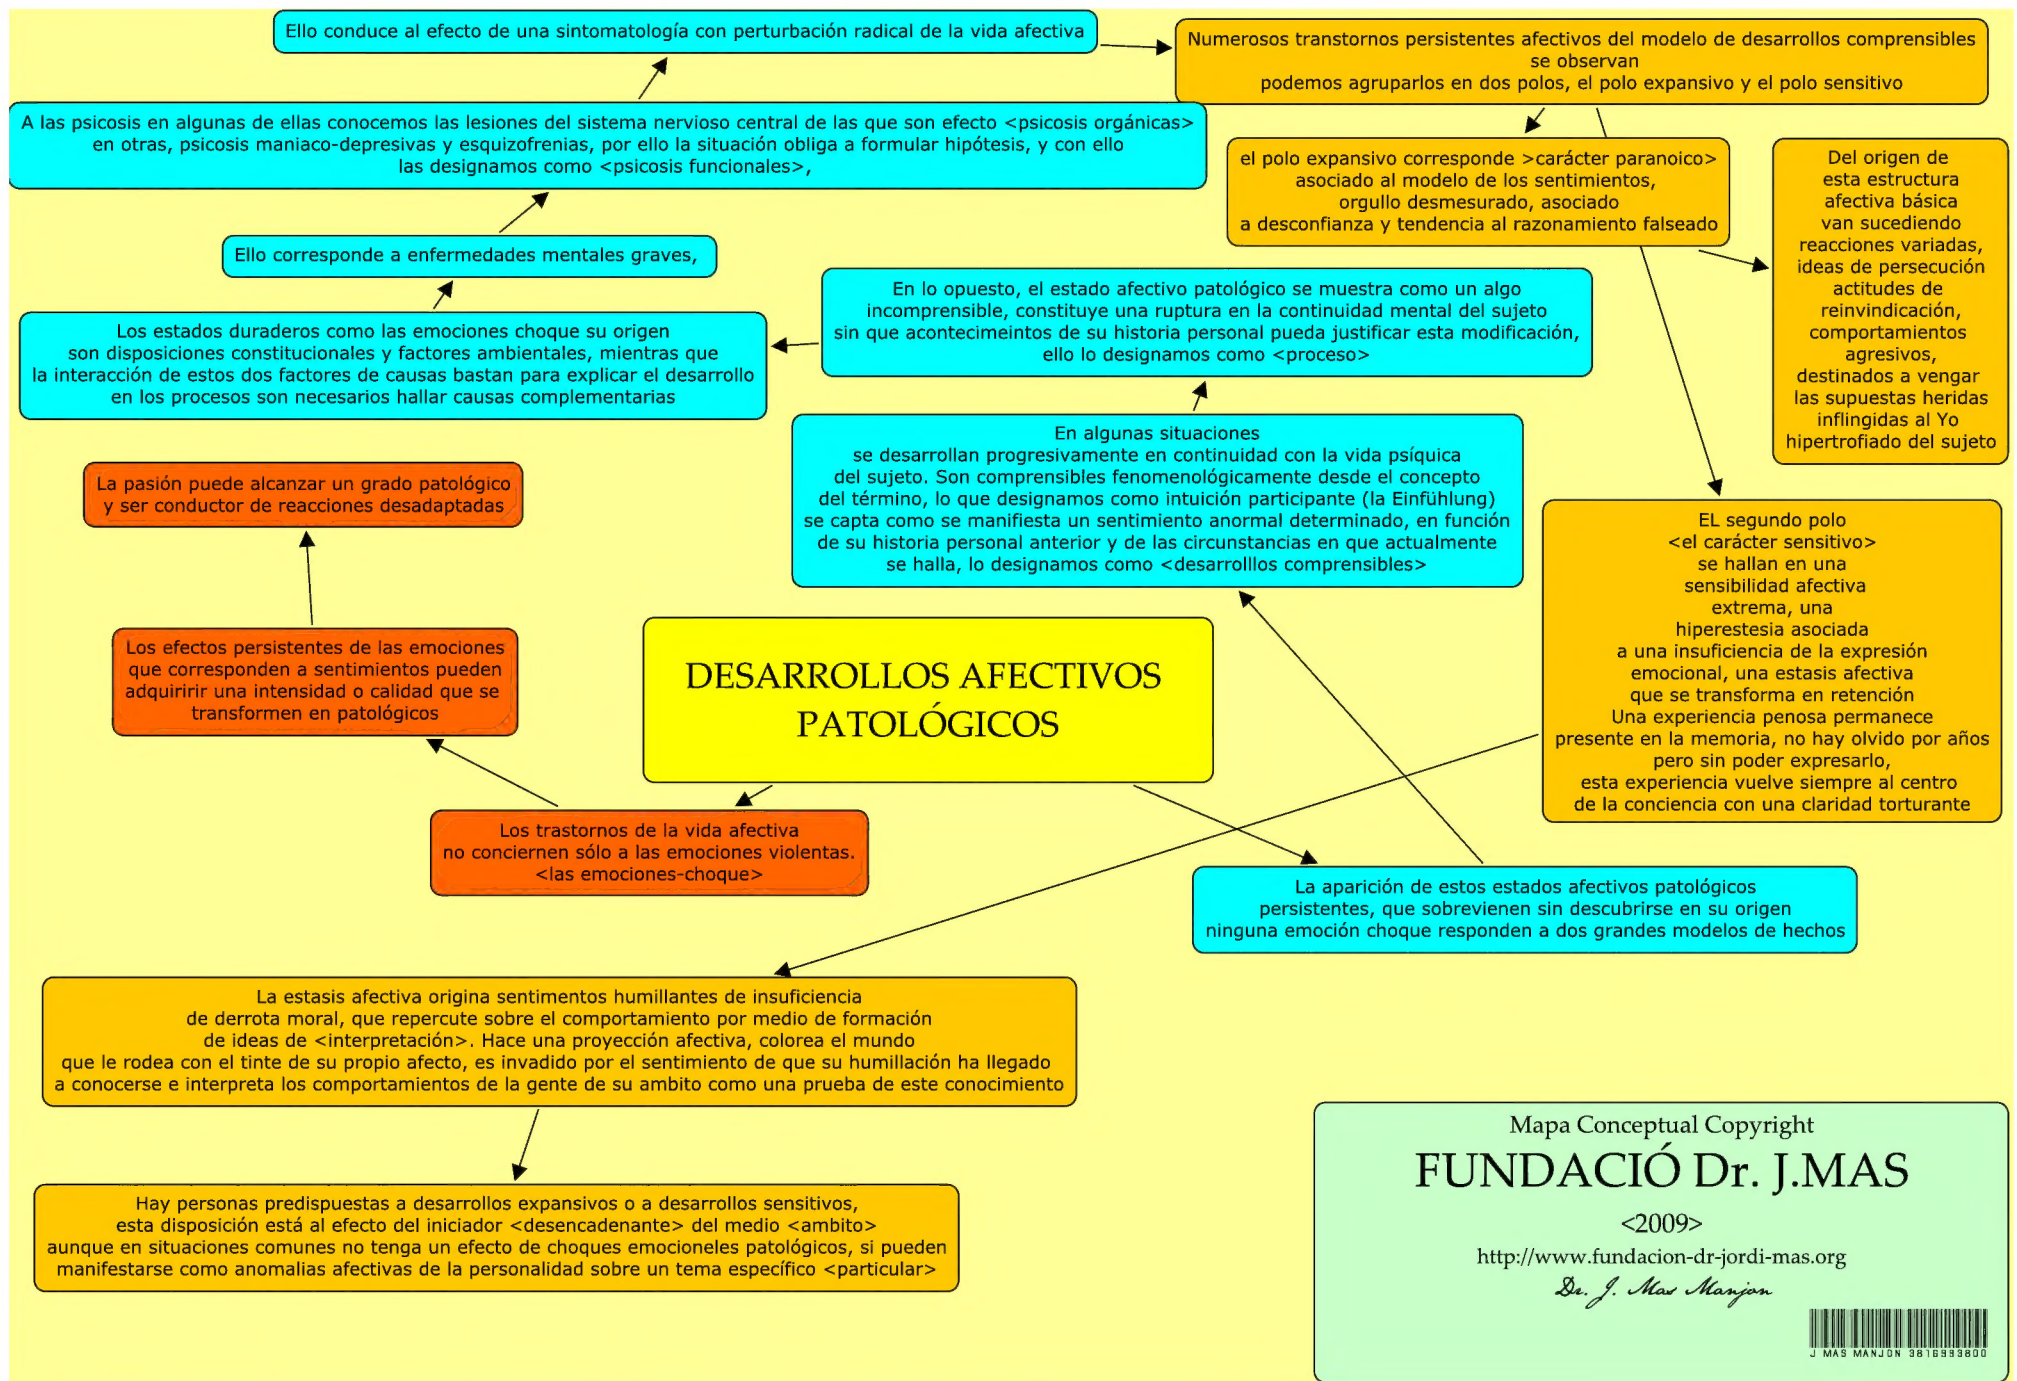 Ello conduce al efecto de una sintomatología con perturbación radical de la vida afectiva
Numerosos transtornos persistentes afectivos del modelo de desarrollos comprensibles
se observan
podemos agruparlos en dos polos, el polo expansivo y el polo sensitivo
A las psicosis en algunas de ellas conocemos las lesiones del sistema nervioso central de las que son efecto <psicosis orgánicas>
en otras, psicosis maniaco-depresivas y esquizofrenias, por ello la situación obliga a formular hipótesis, y con ello
las designamos como <psicosis funcionales>,
el polo expansivo corresponde >carácter paranoico>
asociado al modelo de los sentimientos,
orgullo desmesurado, asociado
a desconfianza y tendencia al razonamiento falseado
Del origen de
esta estructura
afectiva básica
van sucediendo
reacciones variadas,
ideas de persecución
actitudes de
reinvindicación,
comportamientos
agresivos,
destinados a vengar
las supuestas heridas
inflingidas al Yo
hipertrofiado del sujeto
Ello corresponde a enfermedades mentales graves,
En lo opuesto, el estado afectivo patológico se muestra como un algo
incomprensible, constituye una ruptura en la continuidad mental del sujeto
sin que acontecimeintos de su historia personal pueda justificar esta modificación,
ello lo designamos como <proceso>
Los estados duraderos como las emociones choque su origen
son disposiciones constitucionales y factores ambientales, mientras que
la interacción de estos dos factores de causas bastan para explicar el desarrollo
en los procesos son necesarios hallar causas complementarias
En algunas situaciones
se desarrollan progresivamente en continuidad con la vida psíquica
del sujeto. Son comprensibles fenomenológicamente desde el concepto
del término, lo que designamos como intuición participante (la Einfühlung)
se capta como se manifiesta un sentimiento anormal determinado, en función
de su historia personal anterior y de las circunstancias en que actualmente
se halla, lo designamos como <desarrolllos comprensibles>
La pasión puede alcanzar un grado patológico
y ser conductor de reacciones desadaptadas
EL segundo polo
<el carácter sensitivo>
se hallan en una
sensibilidad afectiva
extrema, una
hiperestesia asociada
a una insuficiencia de la expresión
emocional, una estasis afectiva
que se transforma en retención
Una experiencia penosa permanece
presente en la memoria, no hay olvido por años
pero sin poder expresarlo,
esta experiencia vuelve siempre al centro
de la conciencia con una claridad torturante
Los efectos persistentes de las emociones
que corresponden a sentimientos pueden
adquiririr una intensidad o calidad que se
transformen en patológicos
DESARROLLOS AFECTIVOS
PATOLÓGICOS
Los trastornos de la vida afectiva
no conciernen sólo a las emociones violentas.
<las emociones-choque>
La aparición de estos estados afectivos patológicos
persistentes, que sobrevienen sin descubrirse en su origen
ninguna emoción choque responden a dos grandes modelos de hechos
La estasis afectiva origina sentimentos humillantes de insuficiencia
de derrota moral, que repercute sobre el comportamiento por medio de formación
de ideas de <interpretación>. Hace una proyección afectiva, colorea el mundo
que le rodea con el tinte de su propio afecto, es invadido por el sentimiento de que su humillación ha llegado
a conocerse e interpreta los comportamientos de la gente de su ambito como una prueba de este conocimiento
Hay personas predispuestas a desarrollos expansivos o a desarrollos sensitivos,
esta disposición está al efecto del iniciador <desencadenante> del medio <ambito>
aunque en situaciones comunes no tenga un efecto de choques emocioneles patológicos, si pueden
manifestarse como anomalias afectivas de la personalidad sobre un tema específico <particular>
Mapa Conceptual Copyright
FUNDACIÓ Dr. J.MAS
<2009>
http://www.fundacion-dr-jordi-mas.org
Dr. J. Mas Manjon
J MAS MANJON 3816993800